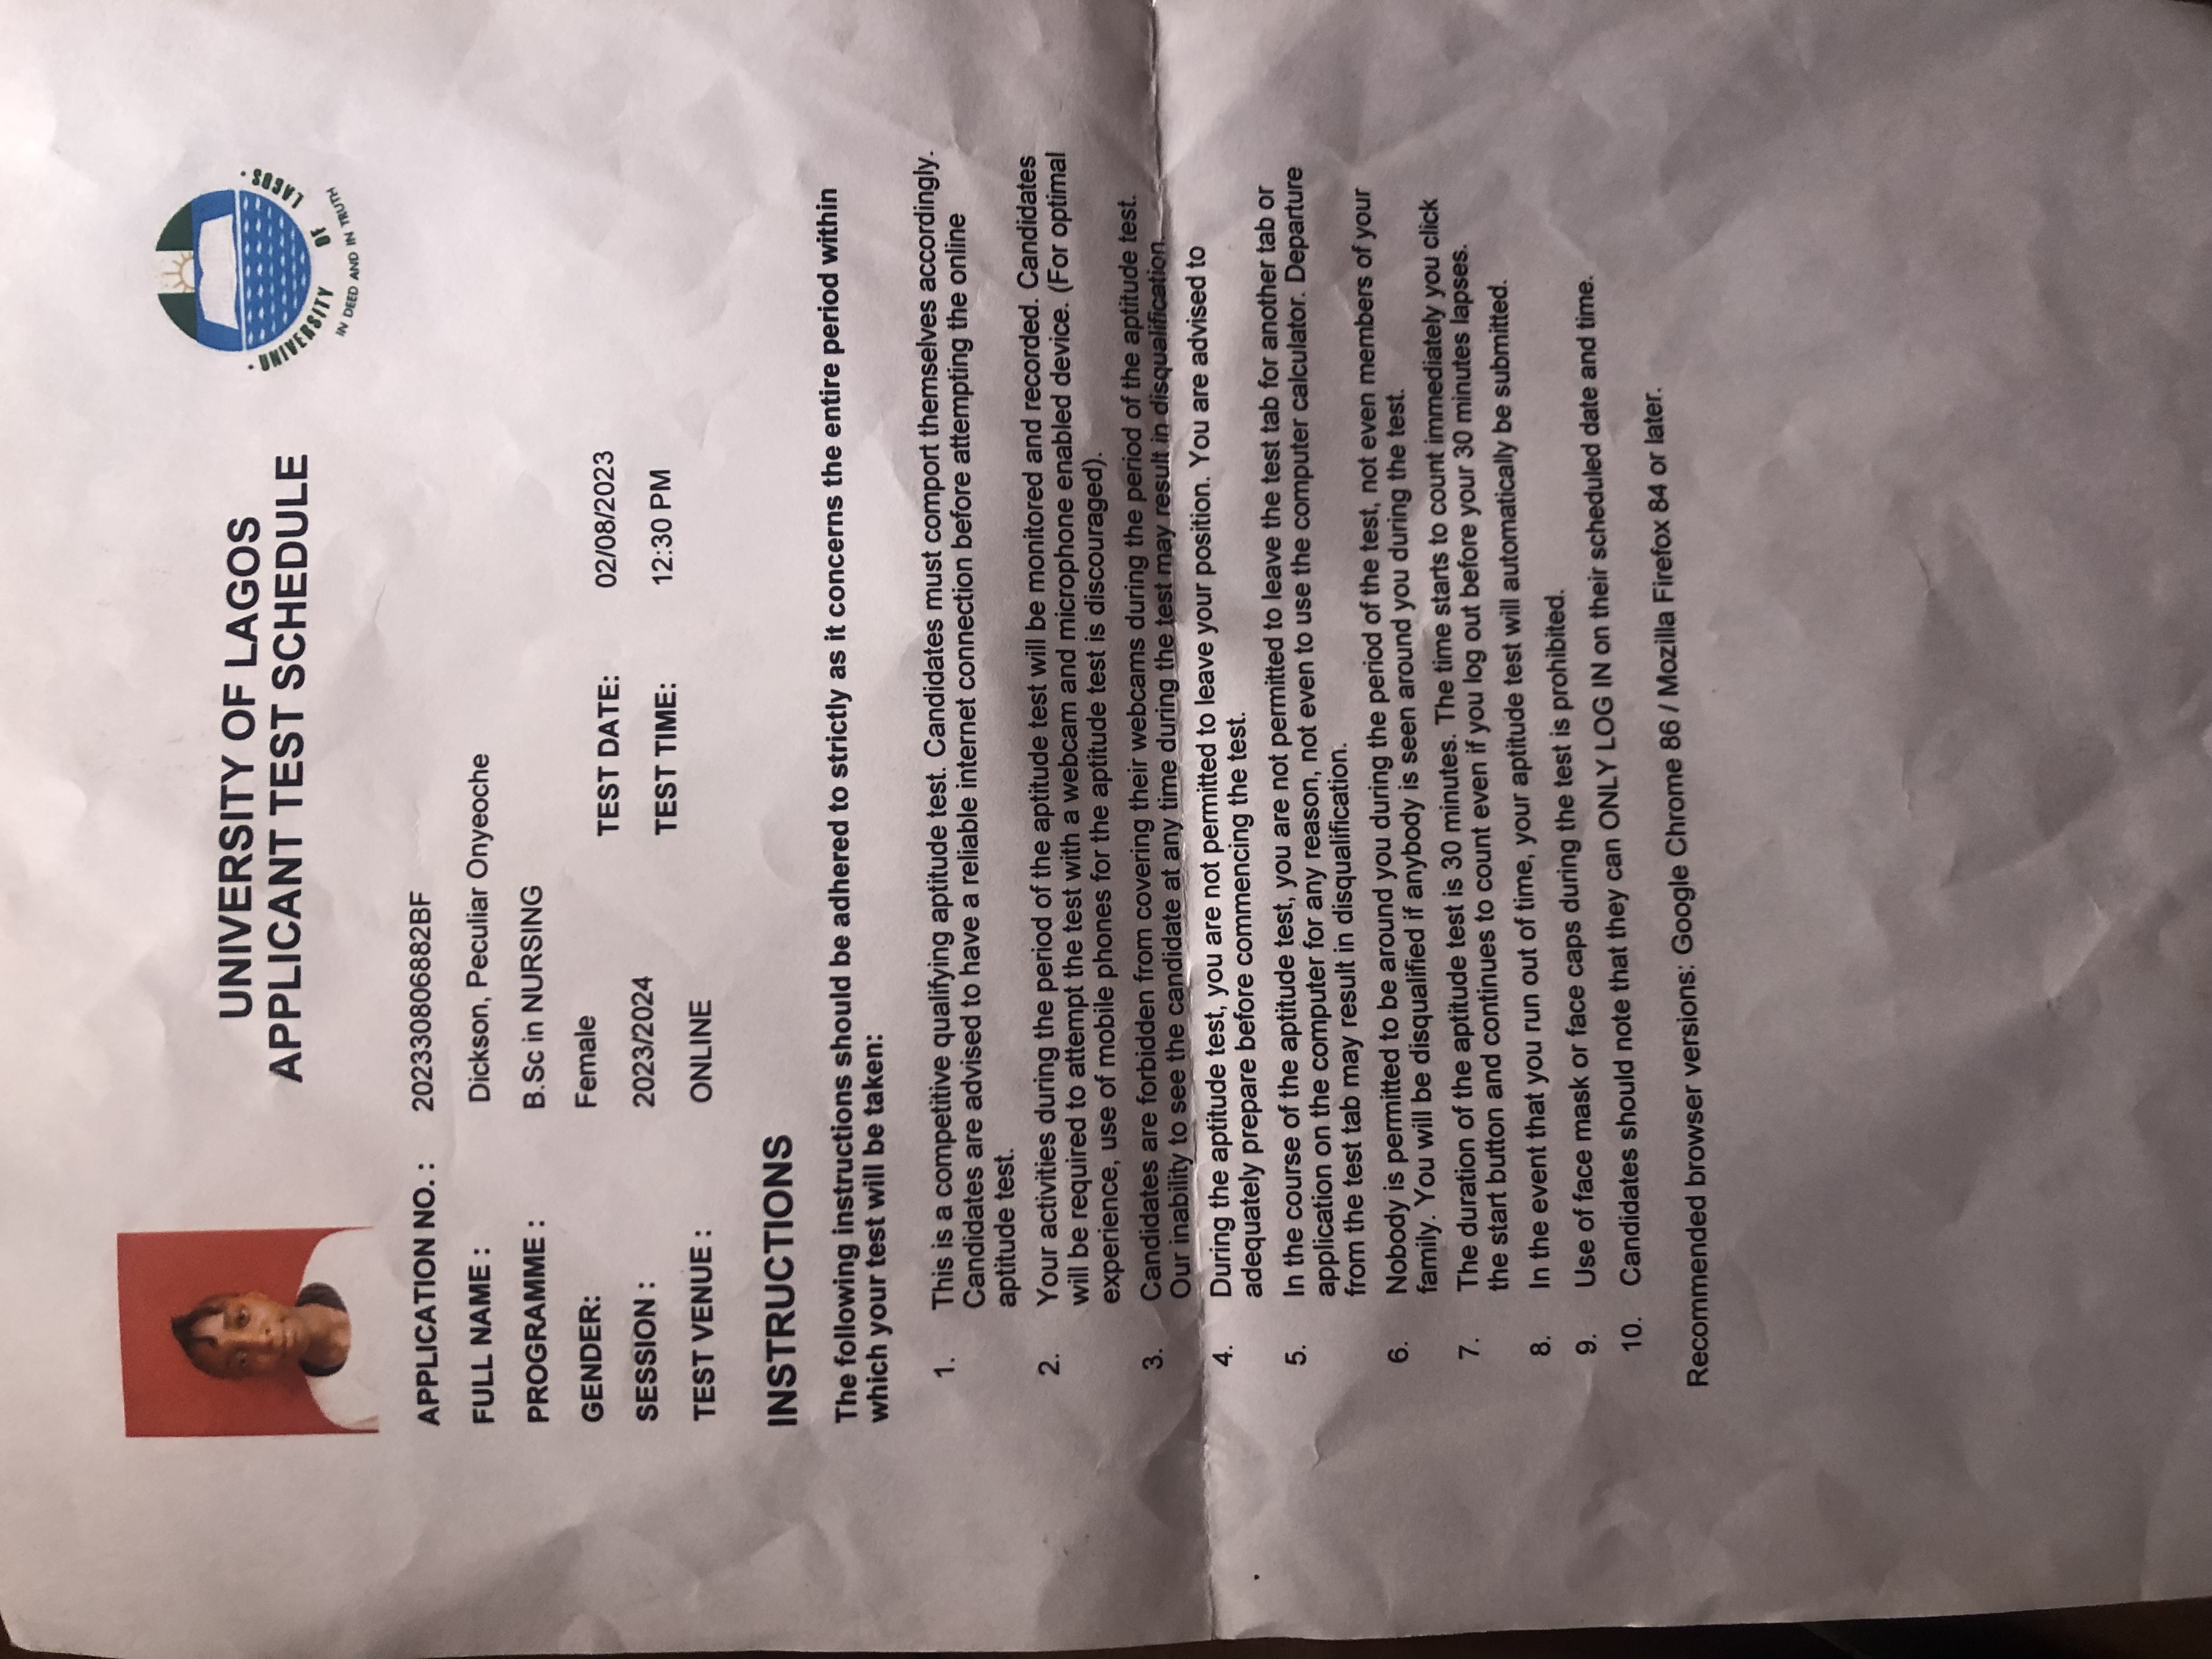 UNIVERSITY OF LAGOS
APPLICANT TEST SCHEDULE
UNIVERSITY OF LAGOS
IN DEED AND IN TRUTH
APPLICATION NO. : 202330806882BF
FULL NAME : Dickson, Peculiar Onyeoche
PROGRAMME : B.Sc in NURSING
GENDER: Female
TEST DATE: 02/08/2023
SESSION : 2023/2024
TEST TIME: 12:30 PM
TEST VENUE : ONLINE
INSTRUCTIONS
The following instructions should be adhered to strictly as it concerns the entire period within
which your test will be taken:
1. This is a competitive qualifying aptitude test. Candidates must comport themselves accordingly.
Candidates are advised to have a reliable internet connection before attempting the online
aptitude test.
2. Your activities during the period of the aptitude test will be monitored and recorded. Candidates
will be required to attempt the test with a webcam and microphone enabled device. (For optimal
experience, use of mobile phones for the aptitude test is discouraged).
3. Candidates are forbidden from covering their webcams during the period of the aptitude test.
Our inability to see the candidate at any time during the test may result in disqualification.
4. During the aptitude test, you are not permitted to leave your position. You are advised to
adequately prepare before commencing the test.
5. In the course of the aptitude test, you are not permitted to leave the test tab for another tab or
application on the computer for any reason, not even to use the computer calculator. Departure
from the test tab may result in disqualification.
6. Nobody is permitted to be around you during the period of the test, not even members of your
family. You will be disqualified if anybody is seen around you during the test.
7. The duration of the aptitude test is 30 minutes. The time starts to count immediately you click
the start button and continues to count even if you log out before your 30 minutes lapses.
8. In the event that you run out of time, your aptitude test will automatically be submitted.
9. Use of face mask or face caps during the test is prohibited.
10. Candidates should note that they can ONLY LOG IN on their scheduled date and time.
Recommended browser versions: Google Chrome 86 / Mozilla Firefox 84 or later.